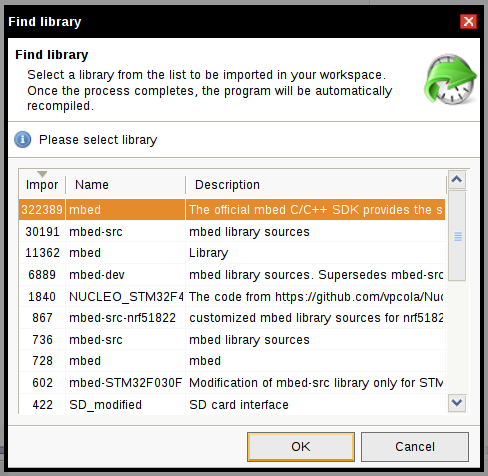 Find library
Find library
Select a library from the list to be imported in your workspace.
Once the process completes, the program will be automatically
recompiled.
Please select library
Impor Name Description
322389 mbed The official mbed C/C++ SDK provides the s
30191 mbed-src mbed library sources
11362 mbed Library
6889 mbed-dev mbed library sources. Supersedes mbed-src
1840 NUCLEO_STM32F4 The code from https://github.com/vpcola/Nuc
867 mbed-src-nrf51822 customized mbed library sources for nrf5182
736 mbed-src mbed library sources
728 mbed mbed
602 mbed-STM32F030F Modification of mbed-src library only for STM
422 SD_modified SD card interface
OK Cancel